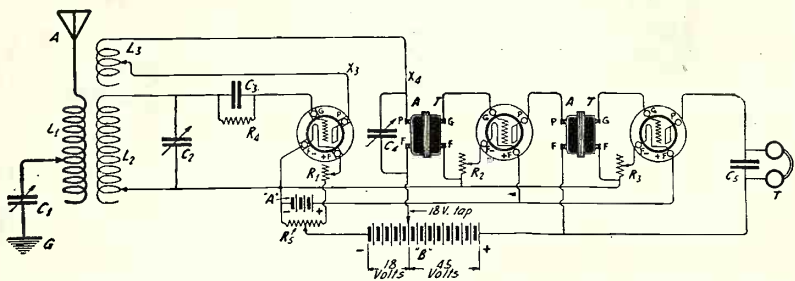 A
L3
X3
X4
L1
L2
C3
R4
G P
C2
F - + F
R1
C4
A T
P G
F F
G P
R2
A T
P G
F F
G P
R3
C5
T
C1
G
"A"
- +
R5
18 V. tap
- "B" +
18 Volts
45 Volts